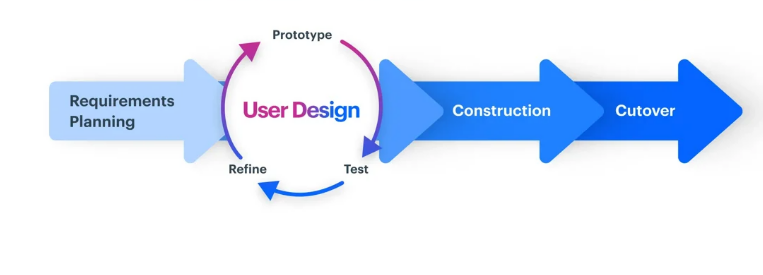 Prototype
Requirements
Planning
User Design
Construction
Cutover
Refine
Test